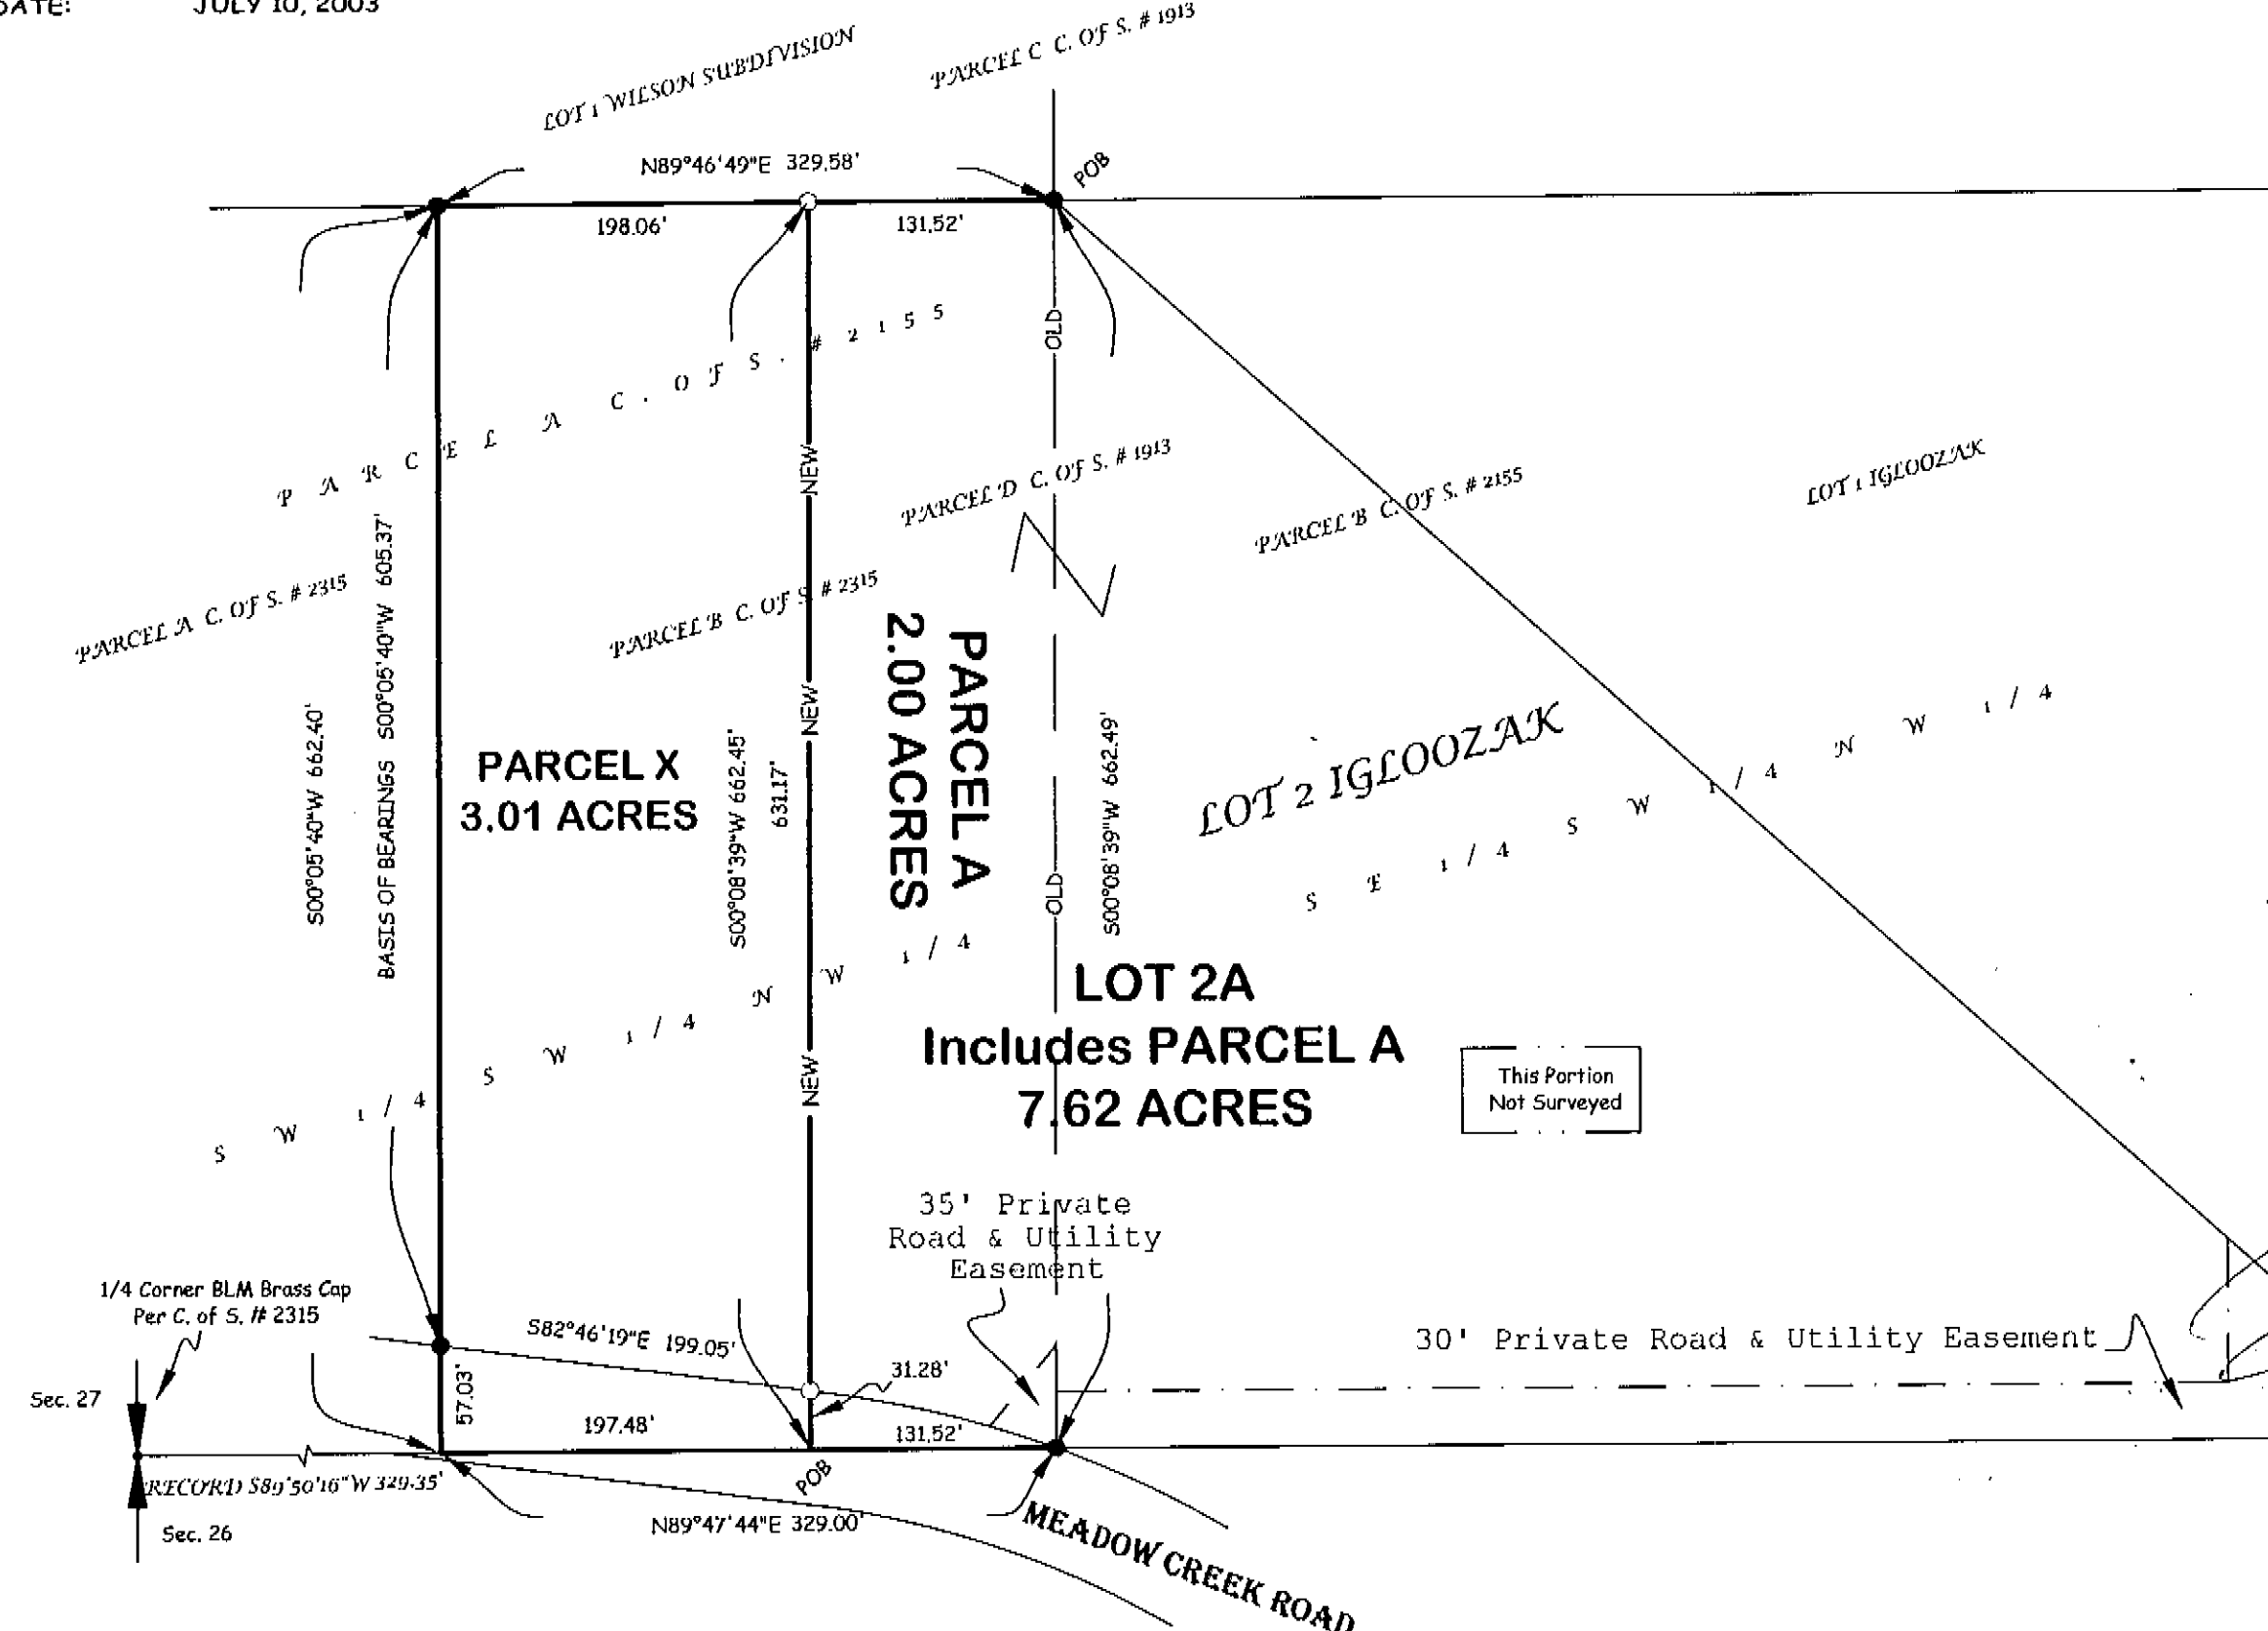 DATE: JULY 10, 2003
LOT 1 WILSON SUBDIVISION
PARCEL C C. OF S. # 1913
N89°46'49"E 329.58'
POB
198.06'
131.52'
OLD
PARCEL A C. OF S. # 2155
NEW
PARCEL D C. OF S. # 1913
PARCEL B C. OF S. # 2155
LOT 1 IGLOOZAK
PARCEL A C. OF S. # 2315
PARCEL B C. OF S # 2315
S00°05'40"W 662.40'
BASIS OF BEARINGS S00°05'40"W 605.37'
PARCEL X
3.01 ACRES
S00°08'39"W 662.45'
631.17'
NEW
PARCEL A
2.00 ACRES
OLD
S00°08'39"W 662.49'
LOT 2 IGLOOZAK
SE 1/4 SW 1/4 NW 1/4
SW 1/4 SW 1/4 NW 1/4
NEW
LOT 2A
Includes PARCEL A
7.62 ACRES
This Portion
Not Surveyed
35' Private
Road & Utility
Easement
1/4 Corner BLM Brass Cap
Per C. of S. # 2315
S82°46'19"E 199.05'
30' Private Road & Utility Easement
31.28'
57.03'
Sec. 27
197.48'
131.52'
RECORD S89°50'16"W 329.35'
POB
Sec. 26
N89°47'44"E 329.00'
MEADOW CREEK ROAD